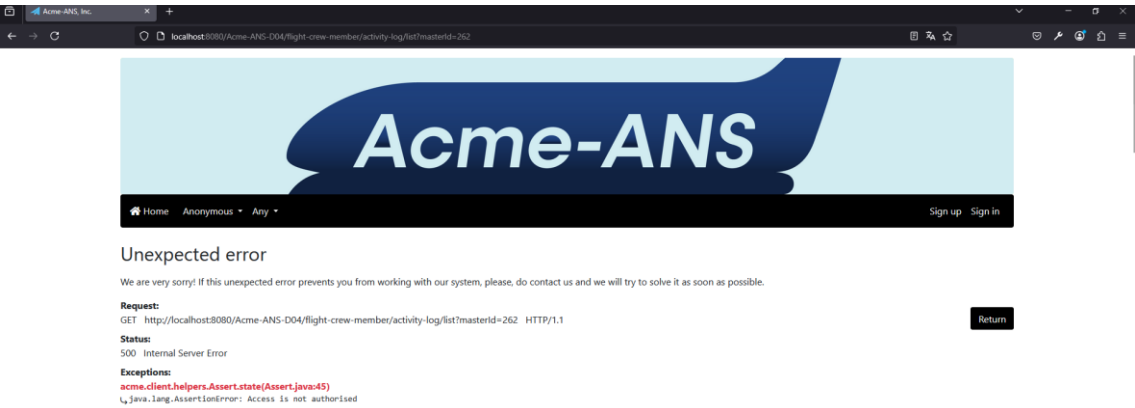 Acme-ANS, Inc.
localhost:8080/Acme-ANS-D04/flight-crew-member/activity-log/list?masterId=262
Acme-ANS
Home Anonymous Any Sign up Sign in
Unexpected error
We are very sorry! If this unexpected error prevents you from working with our system, please, do contact us and we will try to solve it as soon as possible.
Request:
GET http://localhost:8080/Acme-ANS-D04/flight-crew-member/activity-log/list?masterId=262 HTTP/1.1
Return
Status:
500 Internal Server Error
Exceptions:
acme.client.helpers.Assert.state(Assert.java:45)
java.lang.AssertionError: Access is not authorised